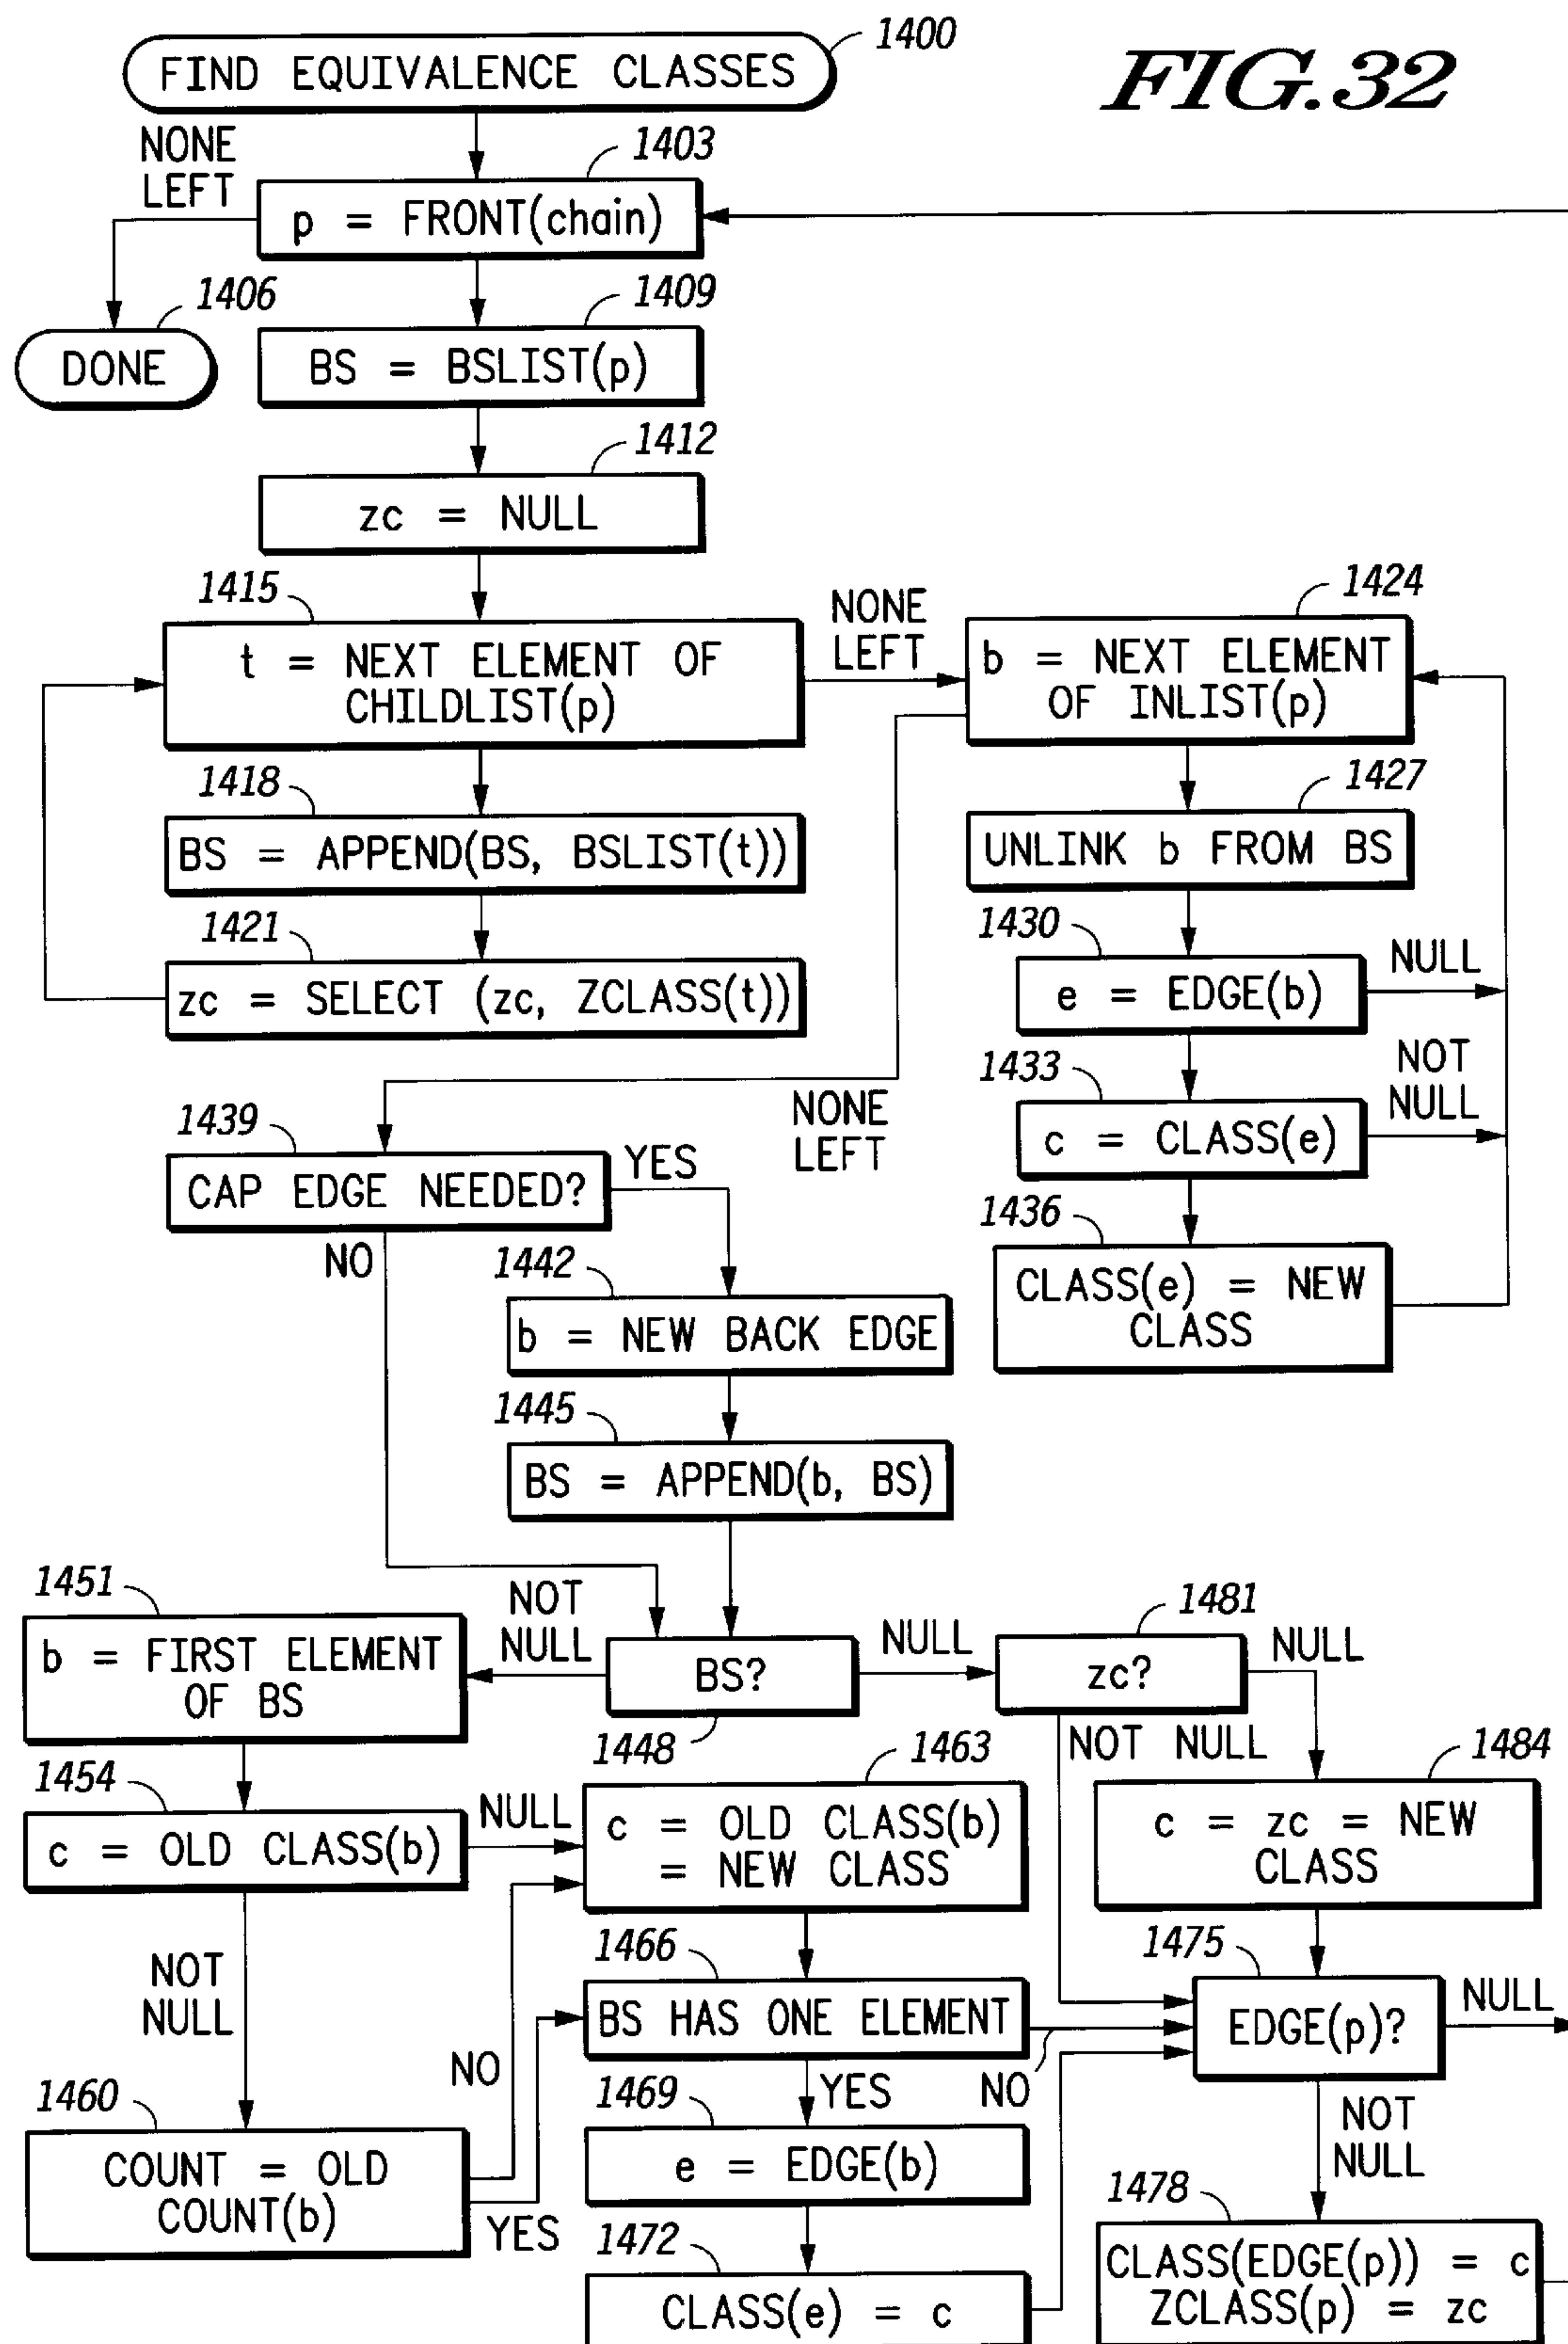 1400
FIND EQUIVALENCE CLASSES
FIG.32
NONE
LEFT
1403
p = FRONT(chain)
1406
DONE
1409
BS = BSLIST(p)
1412
zc = NULL
1415
t = NEXT ELEMENT OF
CHILDLIST(p)
NONE
LEFT
1424
b = NEXT ELEMENT
OF INLIST(p)
1418
BS = APPEND(BS, BSLIST(t))
1427
UNLINK b FROM BS
1421
zc = SELECT (zc, ZCLASS(t))
1430
e = EDGE(b)
NULL
1433
c = CLASS(e)
NOT
NULL
1436
CLASS(e) = NEW
CLASS
NONE
LEFT
1439
CAP EDGE NEEDED?
YES
NO
1442
b = NEW BACK EDGE
1445
BS = APPEND(b, BS)
1451
b = FIRST ELEMENT
OF BS
NOT
NULL
BS?
1448
NULL
1481
zc?
NULL
NOT NULL
1454
c = OLD CLASS(b)
NULL
1463
c = OLD CLASS(b)
= NEW CLASS
1484
c = zc = NEW
CLASS
NOT
NULL
1466
BS HAS ONE ELEMENT
1475
EDGE(p)?
NULL
NO
YES
NO
1460
COUNT = OLD
COUNT(b)
YES
1469
e = EDGE(b)
NOT
NULL
1472
CLASS(e) = c
1478
CLASS(EDGE(p)) = c
ZCLASS(p) = zc